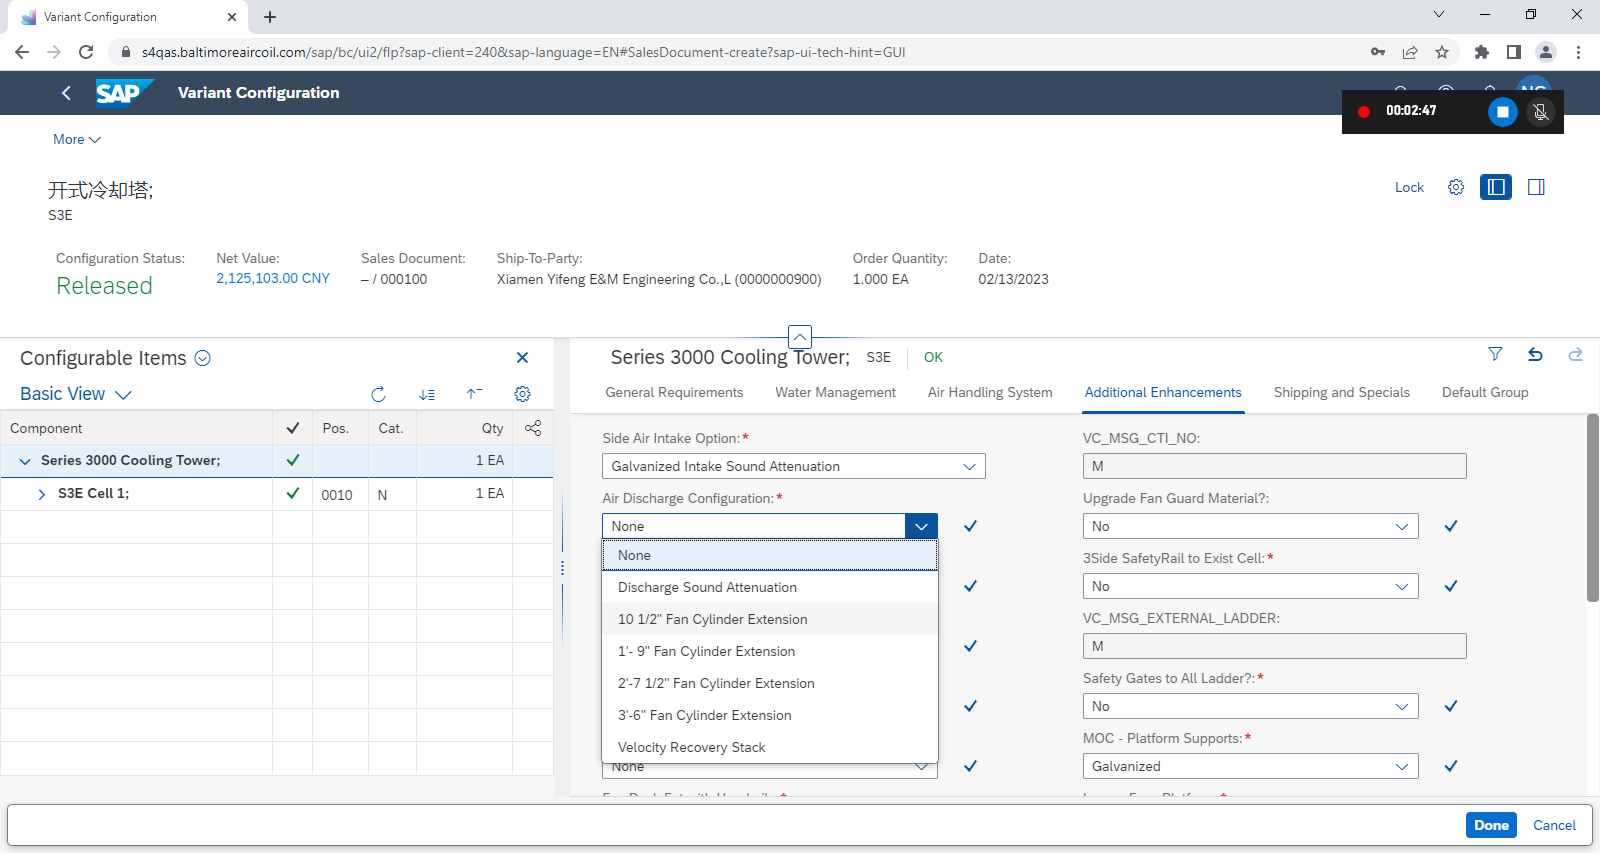 Variant Configuration
s4qas.baltimoreaircoil.com/sap/bc/ui2/flp?sap-client=240&sap-language=EN#SalesDocument-create?sap-ui-tech-hint=GUI
SAP
Variant Configuration
00:02:47
More
开式冷却塔;
S3E
Lock
Configuration Status:
Released
Net Value:
2,125,103.00 CNY
Sales Document:
– / 000100
Ship-To-Party:
Xiamen Yifeng E&M Engineering Co.,L (0000000900)
Order Quantity:
1.000 EA
Date:
02/13/2023
Configurable Items
Basic View
Component Pos. Cat. Qty
Series 3000 Cooling Tower; 1 EA
S3E Cell 1; 0010 N 1 EA
Series 3000 Cooling Tower; S3E OK
General Requirements Water Management Air Handling System Additional Enhancements Shipping and Specials Default Group
Side Air Intake Option:*
Galvanized Intake Sound Attenuation
Air Discharge Configuration:*
None
None
Discharge Sound Attenuation
10 1/2" Fan Cylinder Extension
1'- 9" Fan Cylinder Extension
2'-7 1/2" Fan Cylinder Extension
3'-6" Fan Cylinder Extension
Velocity Recovery Stack
None
VC_MSG_CTI_NO:
M
Upgrade Fan Guard Material?:
No
3Side SafetyRail to Exist Cell:*
No
VC_MSG_EXTERNAL_LADDER:
M
Safety Gates to All Ladder?:*
No
MOC - Platform Supports:*
Galvanized
Done Cancel